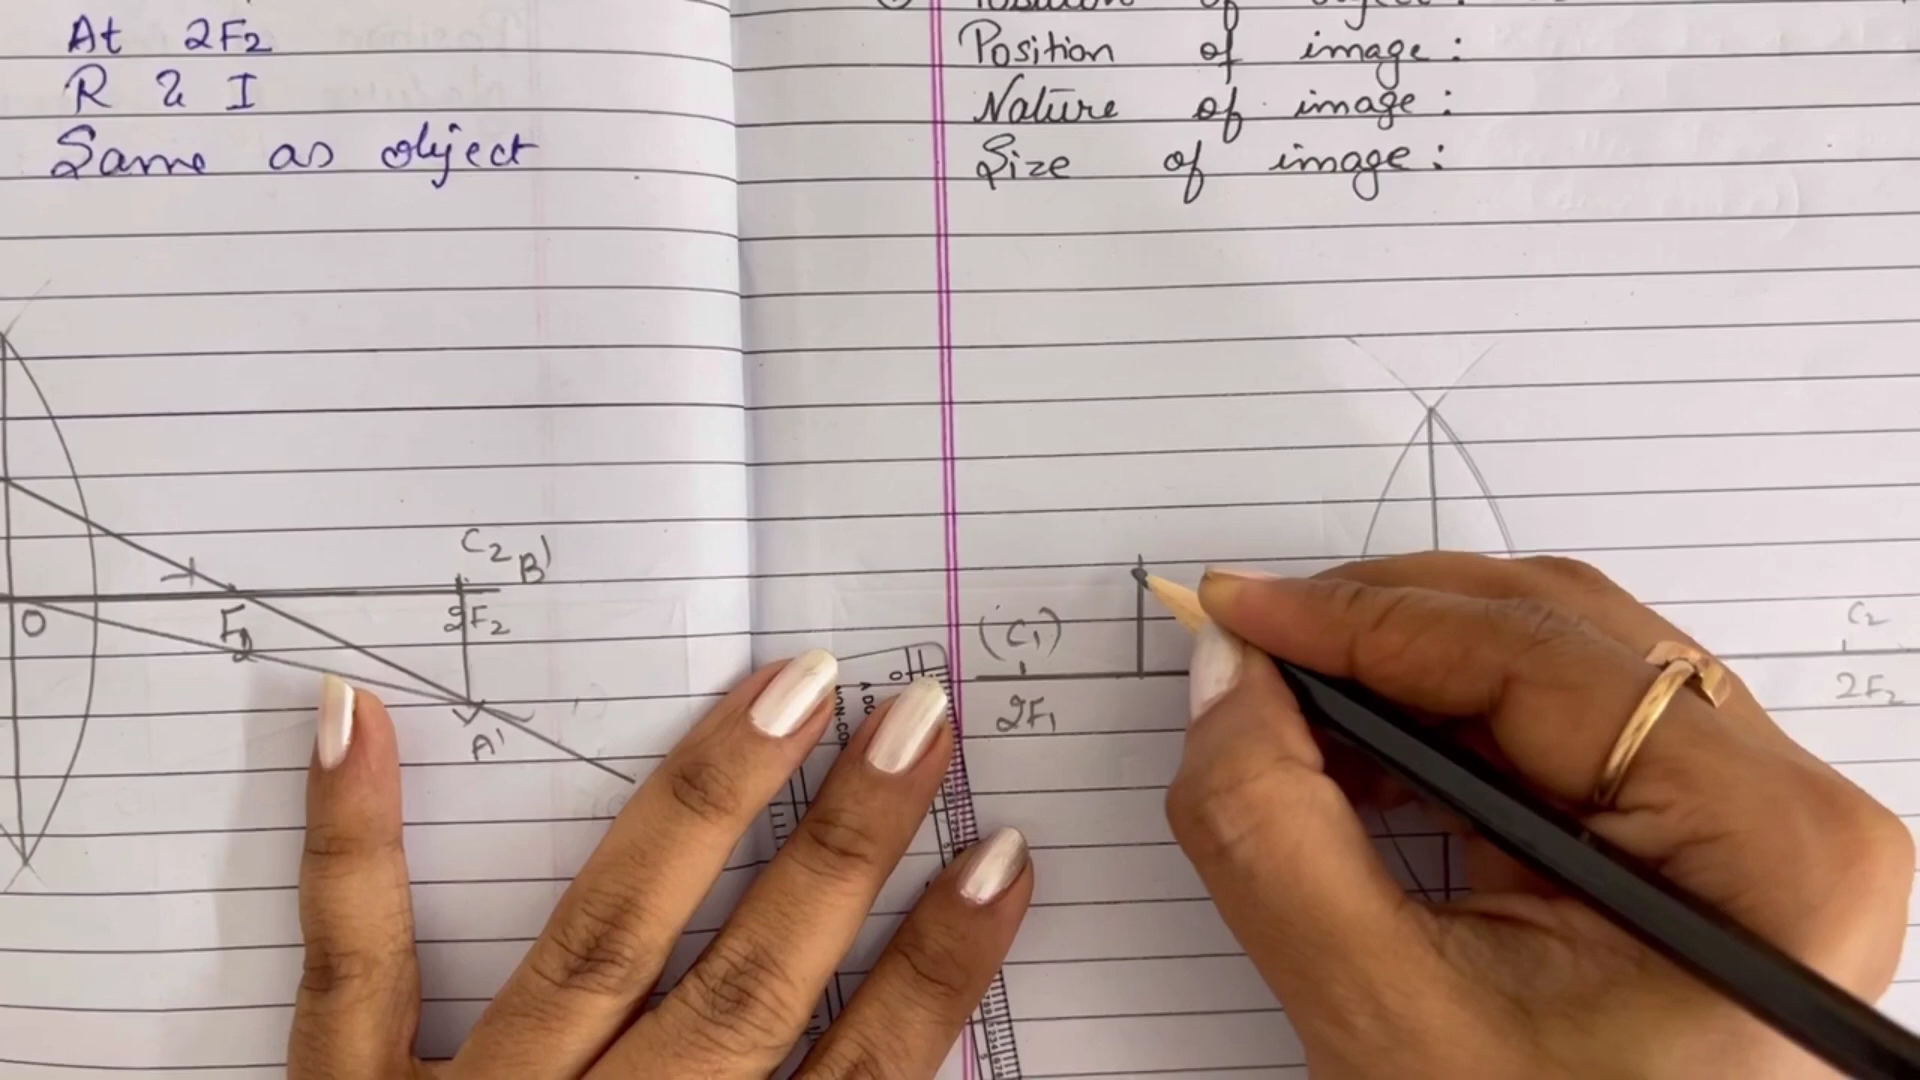 At 2F2
R & I
Same as object
Position of image :
Nature of image :
Size of image :
C2 B'
O F2 2F2
A'
(C1)
2F1
C2
2F2